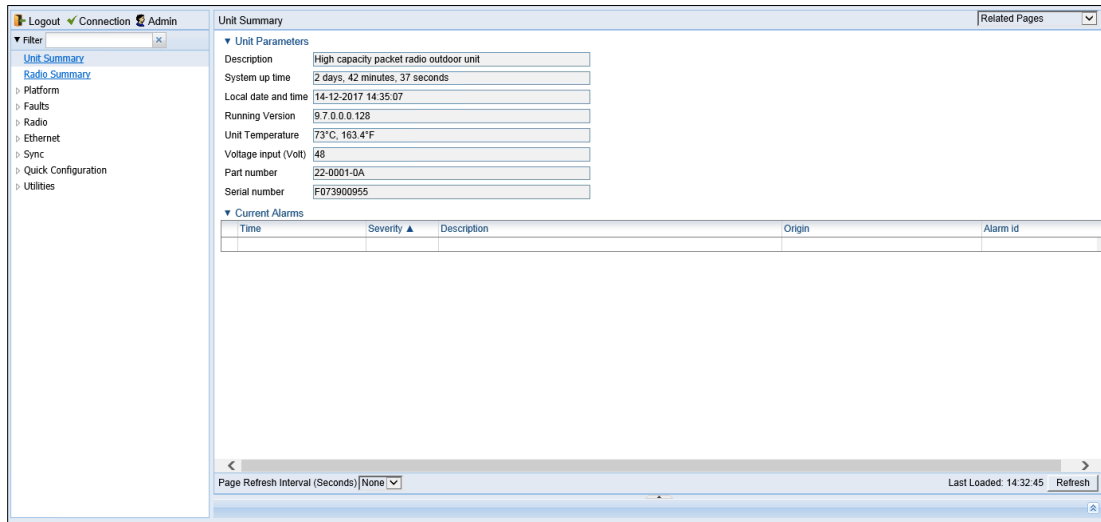 Logout Connection Admin
Filter
Unit Summary
Radio Summary
Platform
Faults
Radio
Ethernet
Sync
Quick Configuration
Utilities
Unit Summary
Related Pages
Unit Parameters
Description High capacity packet radio outdoor unit
System up time 2 days, 42 minutes, 37 seconds
Local date and time 14-12-2017 14:35:07
Running Version 9.7.0.0.0.128
Unit Temperature 73°C, 163.4°F
Voltage input (Volt) 48
Part number 22-0001-0A
Serial number F073900955
Current Alarms
Time Severity ▲ Description Origin Alarm id
Page Refresh Interval (Seconds) None
Last Loaded: 14:32:45 Refresh